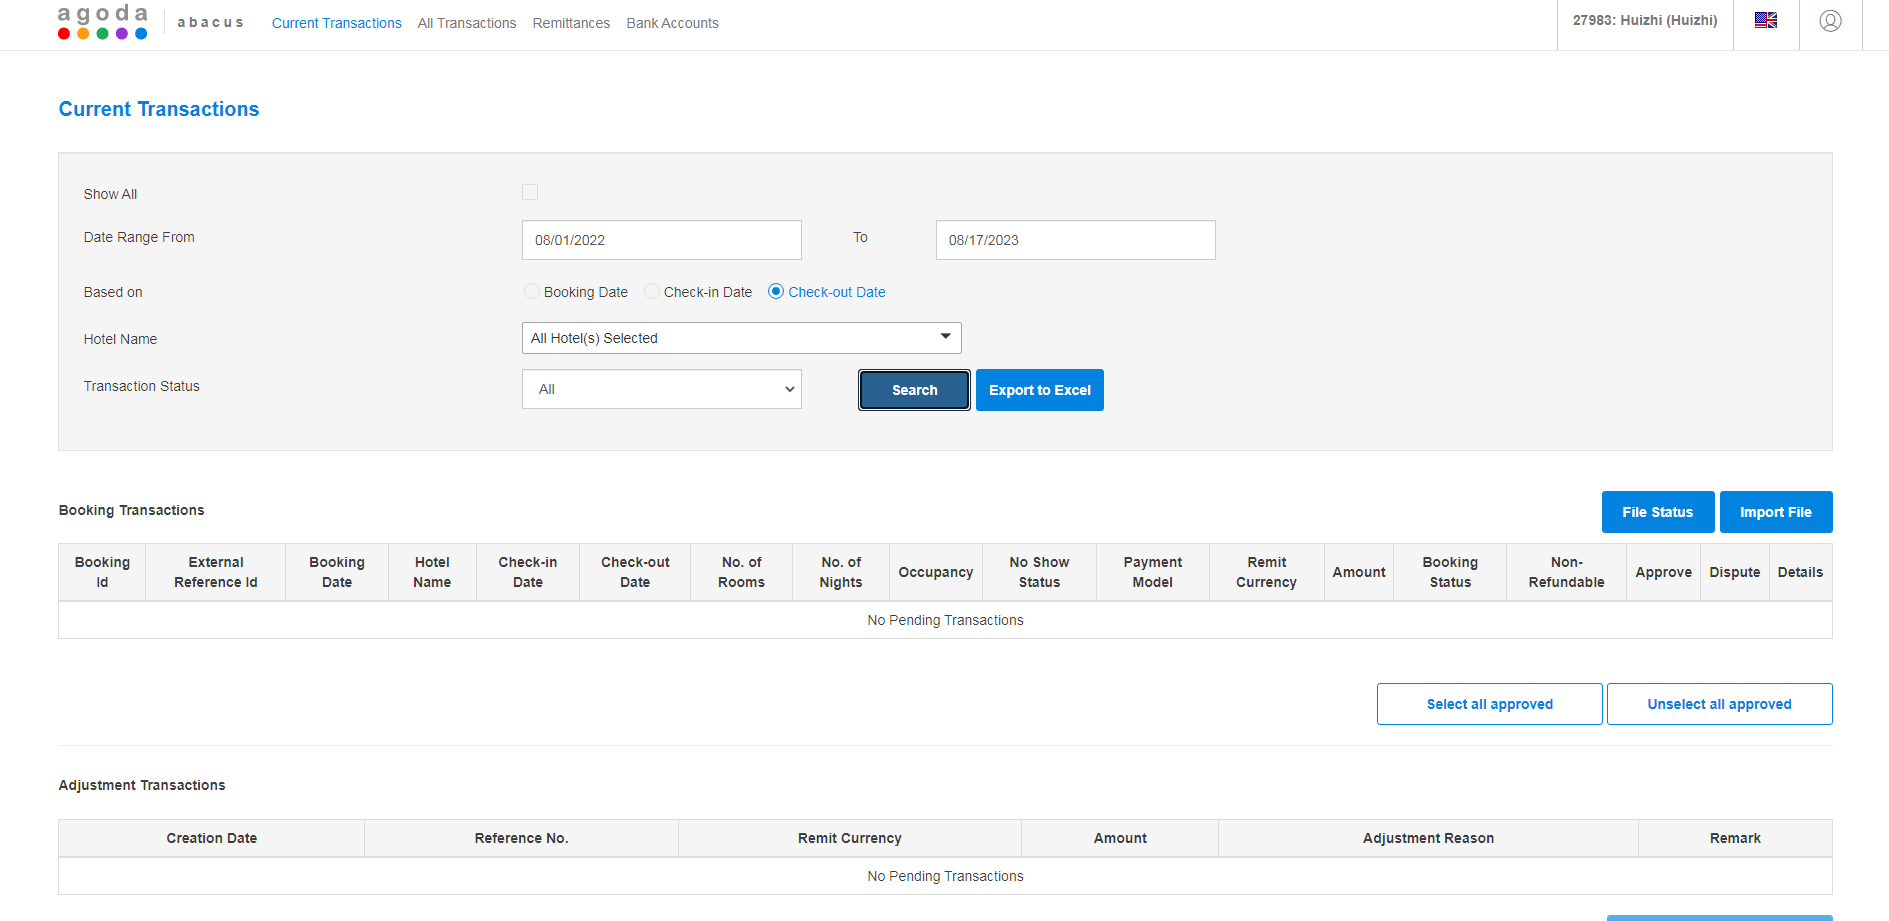 agoda abacus Current Transactions All Transactions Remittances Bank Accounts 27983: Huizhi (Huizhi)
Current Transactions
Show All
Date Range From 08/01/2022 To 08/17/2023
Based on Booking Date Check-in Date Check-out Date
Hotel Name All Hotel(s) Selected
Transaction Status All Search Export to Excel
Booking Transactions File Status Import File
Booking Id External Reference Id Booking Date Hotel Name Check-in Date Check-out Date No. of Rooms No. of Nights Occupancy No Show Status Payment Model Remit Currency Amount Booking Status Non-Refundable Approve Dispute Details
No Pending Transactions
Select all approved Unselect all approved
Adjustment Transactions
Creation Date Reference No. Remit Currency Amount Adjustment Reason Remark
No Pending Transactions